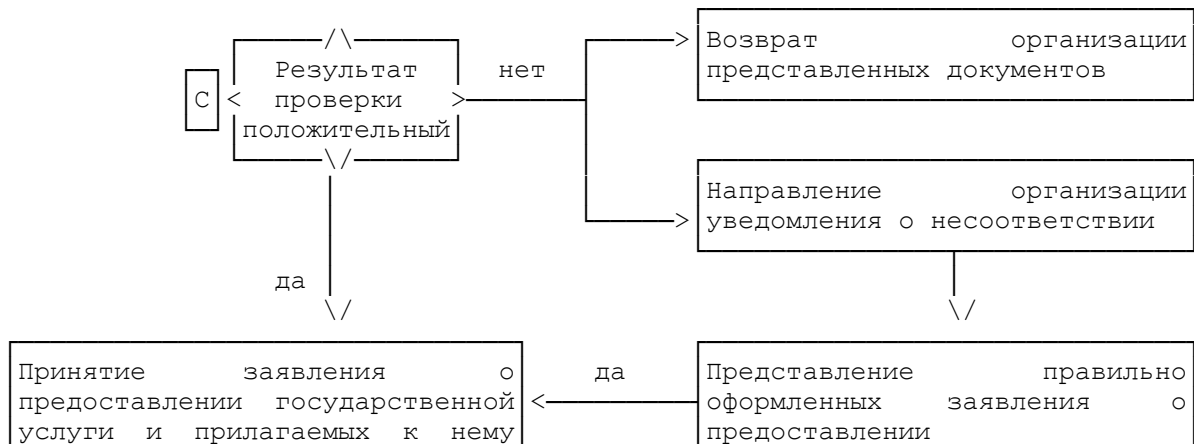 Возврат организации
представленных документов
С
Результат
проверки
положительный
нет
Направление организации
уведомления о несоответствии
да
Принятие заявления о
предоставлении государственной
услуги и прилагаемых к нему
да
Представление правильно
оформленных заявления о
предоставлении